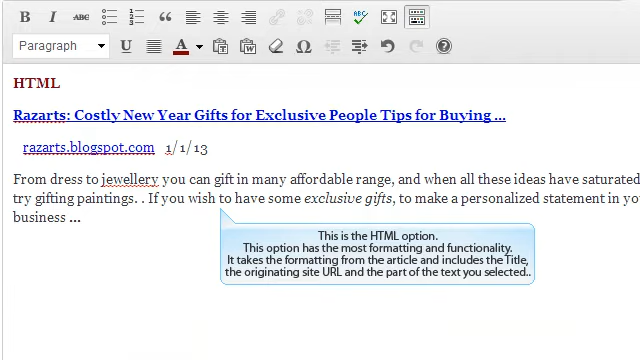 B I ABC ABC
Paragraph U A T W Ω ?
HTML
Razarts: Costly New Year Gifts for Exclusive People Tips for Buying ...
razarts.blogspot.com 1/1/13
From dress to jewellery you can gift in many affordable range, and when all these ideas have saturated
try gifting paintings. . If you wish to have some exclusive gifts, to make a personalized statement in
business ...
This is the HTML option.
This option has the most formatting and functionality.
It takes the formatting from the article and includes the Title,
the originating site URL and the part of the text you selected..